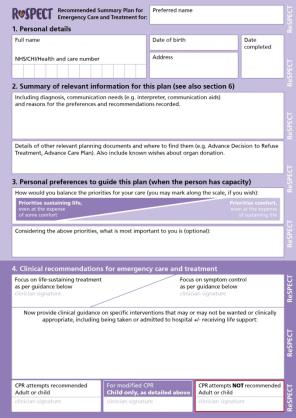 ReSPECT Recommended Summary Plan for
Emergency Care and Treatment for:
Preferred name
1. Personal details
Full name
Date of birth
Date
completed
NHS/CHI/Health and care number
Address
2. Summary of relevant information for this plan (see also section 6)
Including diagnosis, communication needs (e.g. interpreter, communication aids)
and reasons for the preferences and recommendations recorded.
Details of other relevant planning documents and where to find them (e.g. Advance Decision to Refuse
Treatment, Advance Care Plan). Also include known wishes about organ donation.
3. Personal preferences to guide this plan (when the person has capacity)
How would you balance the priorities for your care (you may mark along the scale, if you wish):
Prioritise sustaining life,
even at the expense
of some comfort
Prioritise comfort,
even at the expense
of sustaining life
Considering the above priorities, what is most important to you is (optional):
4. Clinical recommendations for emergency care and treatment
Focus on life-sustaining treatment
as per guidance below
clinician signature
Focus on symptom control
as per guidance below
clinician signature
Now provide clinical guidance on specific interventions that may or may not be wanted or clinically
appropriate, including being taken or admitted to hospital +/- receiving life support:
CPR attempts recommended
Adult or child
clinician signature
For modified CPR
Child only, as detailed above
clinician signature
CPR attempts NOT recommended
Adult or child
clinician signature
ReSPECT
ReSPECT
ReSPECT
ReSPECT
ReSPECT
ReSPECT